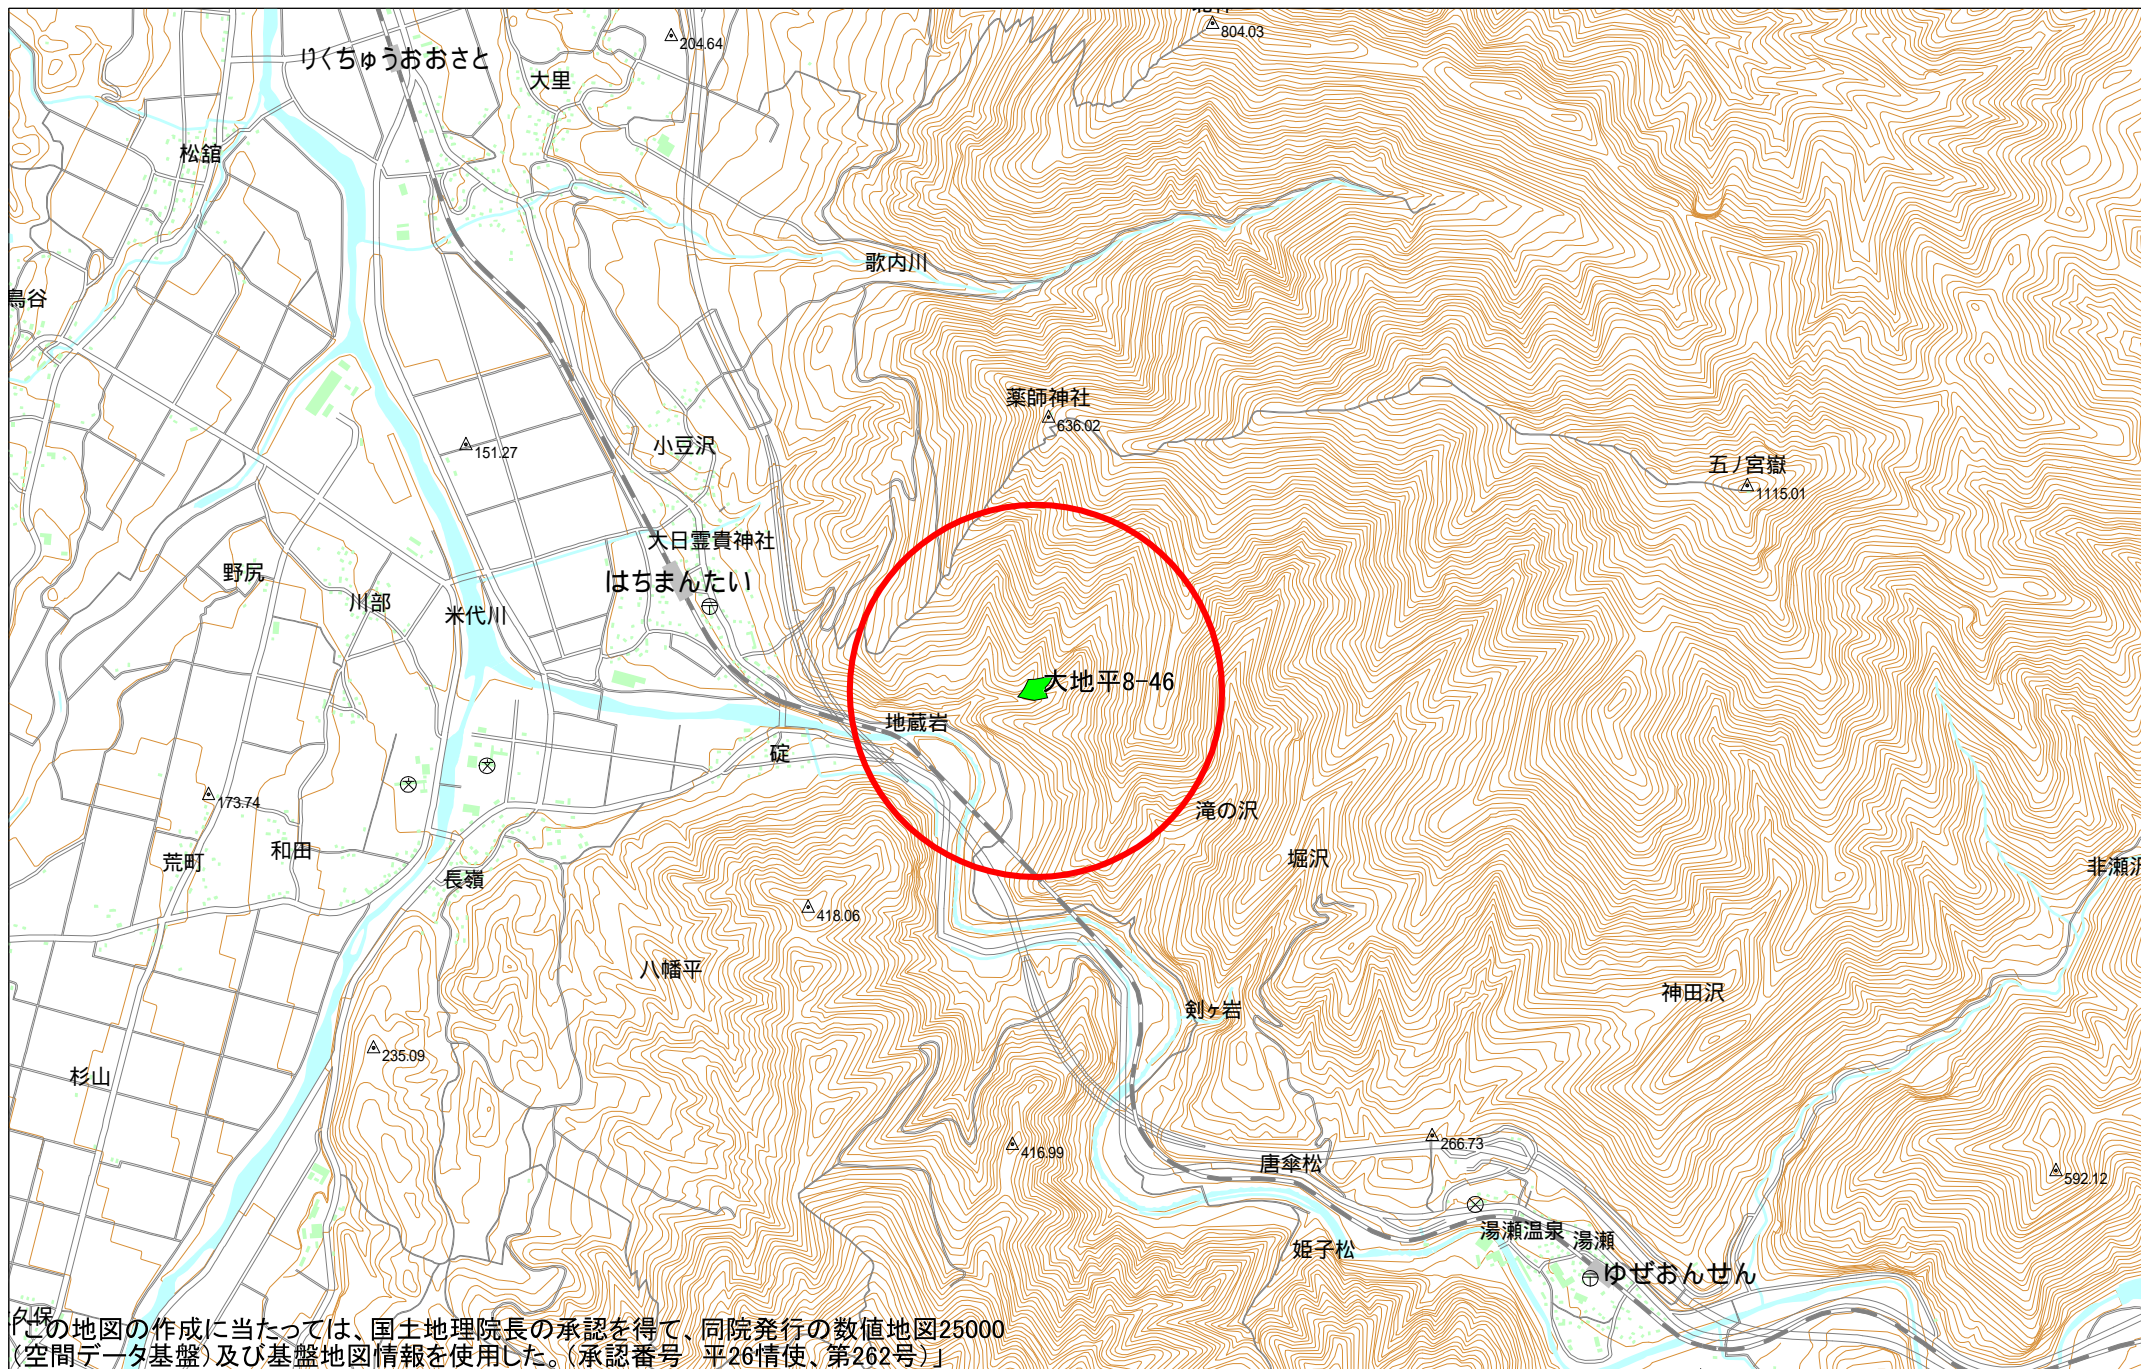 804.03
204.64
りくちゅうおおさと
大里
松舘
歌内川
鳥谷
薬師神社
636.02
小豆沢
151.27
五ノ宮嶽
1115.01
大日霊貴神社
野尻
はちまんたい
川部
米代川
大地平8-46
地蔵岩
碇
173.74
滝の沢
和田
荒町
堀沢
長嶺
非瀬沢
418.06
八幡平
神田沢
剣ヶ岩
235.09
杉山
416.99
266.73
唐傘松
592.12
湯瀬温泉
湯瀬
姫子松
ゆぜおんせん
久保
この地図の作成に当たっては、国土地理院長の承認を得て、同院発行の数値地図25000
(空間データ基盤)及び基盤地図情報を使用した。(承認番号 平26情使、第262号)」